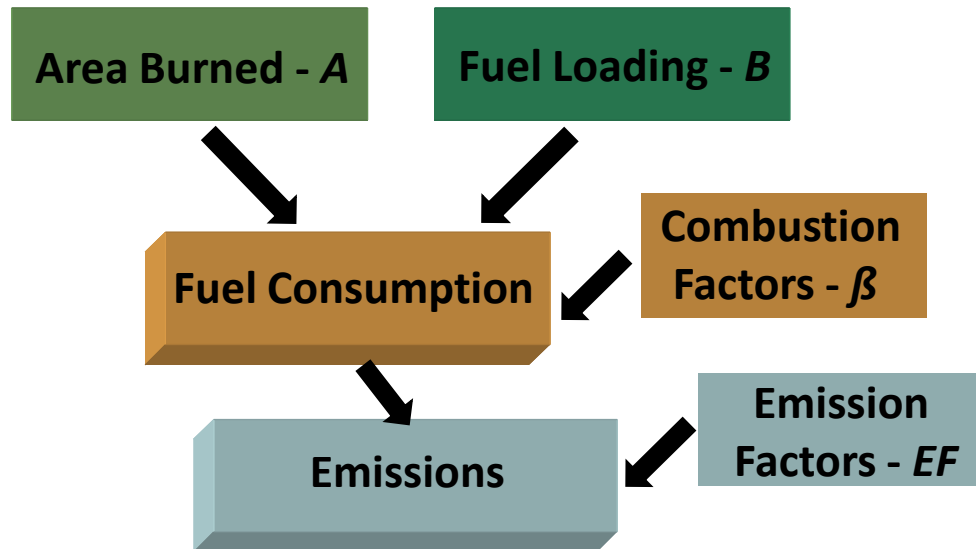 Area Burned - A
Fuel Loading - B
Combustion
Factors - ß
Fuel Consumption
Emission
Factors - EF
Emissions